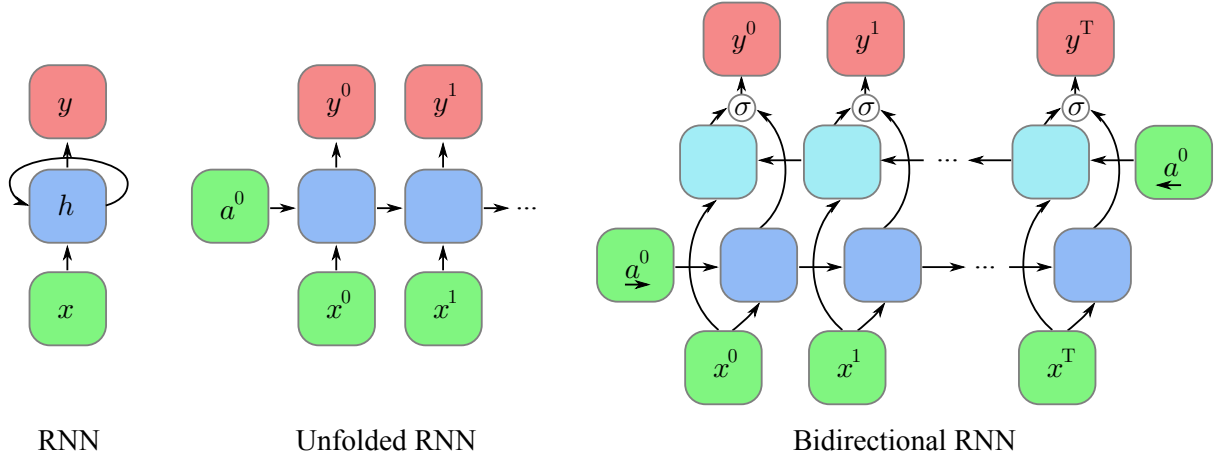 y
h
x
RNN
y⁰ y¹
a⁰ ...
x⁰ x¹
Unfolded RNN
y⁰ y¹ yᵀ
σ σ σ
... a⁰
a⁰ ...
x⁰ x¹ xᵀ
Bidirectional RNN